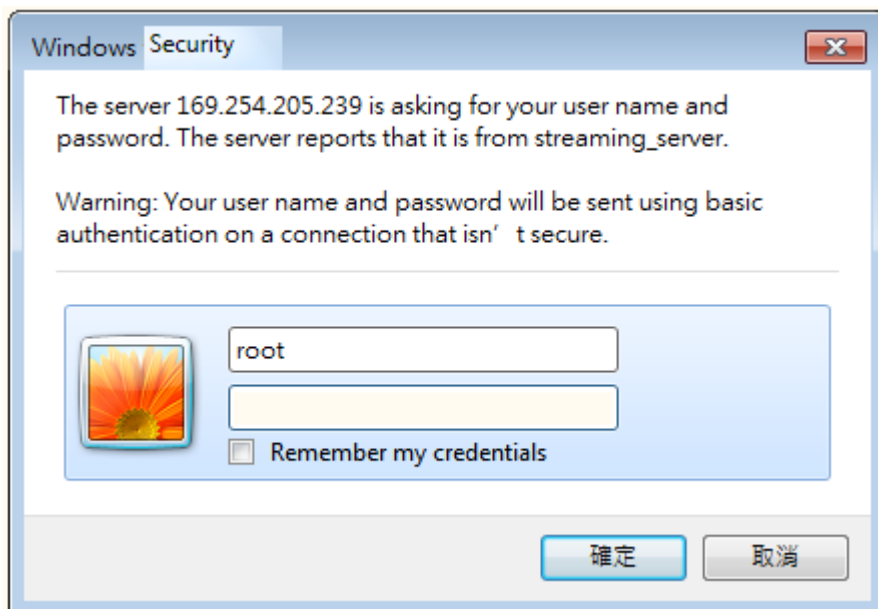 Windows Security
The server 169.254.205.239 is asking for your user name and
password. The server reports that it is from streaming_server.
Warning: Your user name and password will be sent using basic
authentication on a connection that isn’ t secure.
root
Remember my credentials
確定 取消